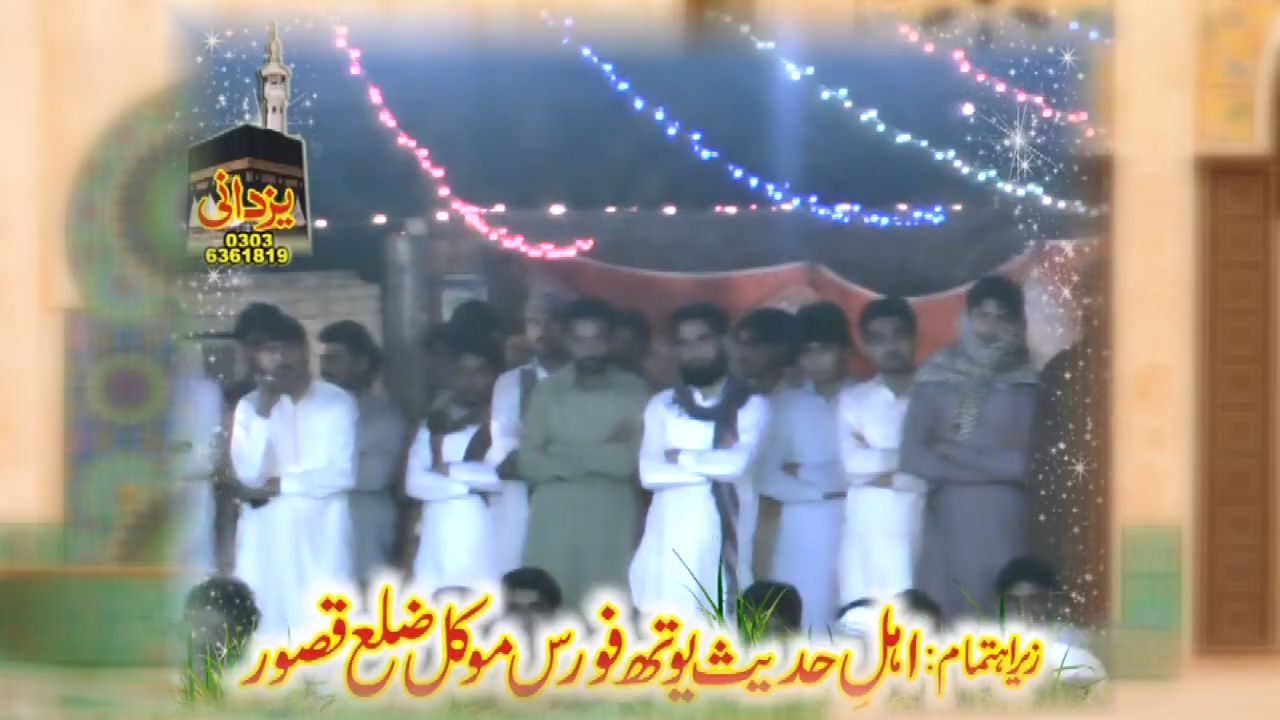 یزدانی
0303
6361819
زیراہتمام: اہلِ حدیث یوتھ فورس موکل ضلع قصور